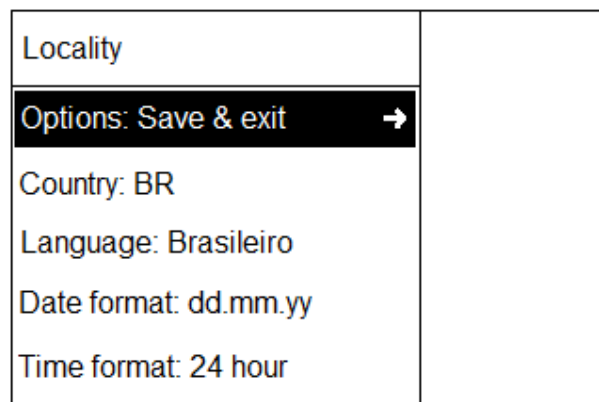 Locality
Options: Save & exit
Country: BR
Language: Brasileiro
Date format: dd.mm.yy
Time format: 24 hour